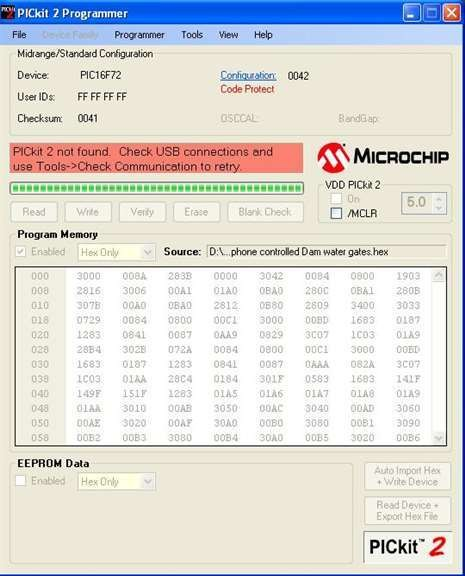 PICkit 2 Programmer
File Device Family Programmer Tools View Help
Midrange/Standard Configuration
Device: PIC16F72 Configuration: 0042
Code Protect
User IDs: FF FF FF FF
Checksum: 0041 OSCCAL: BandGap:
PICkit 2 not found. Check USB connections and
use Tools->Check Communication to retry.
MICROCHIP
VDD PICkit 2
On
/MCLR
5.0
Read Write Verify Erase Blank Check
Program Memory
Enabled Hex Only Source: D:\...phone controlled Dam water gates.hex
000 3000 008A 283B 0000 3042 0084 0800 1903
008 2816 3006 00A1 01A0 0BA0 280C 0BA1 280B
010 307B 00A0 0BA0 2812 0B80 2809 3400 3033
018 0729 0084 0800 00C1 3000 00BD 1683 0187
020 1283 0841 0087 0AA9 0829 3C07 1C03 01A9
028 28B4 302B 072A 0084 0800 00C1 3000 00BD
030 1683 0187 1283 0841 0087 0AAA 082A 3C07
038 1C03 01AA 28C4 0184 301F 0583 1683 141F
040 149F 151F 1283 01A5 01A6 01A7 01A8 01A9
048 01AA 3010 00AB 3050 00AC 3040 00AD 3060
050 00AE 3020 00AF 30A0 00B0 3080 00B1 3090
058 00B2 00B3 3080 00B4 30A0 00B5 3020 00B6
EEPROM Data
Enabled Hex Only
Auto Import Hex
+ Write Device
Read Device +
Export Hex File
PICkit 2